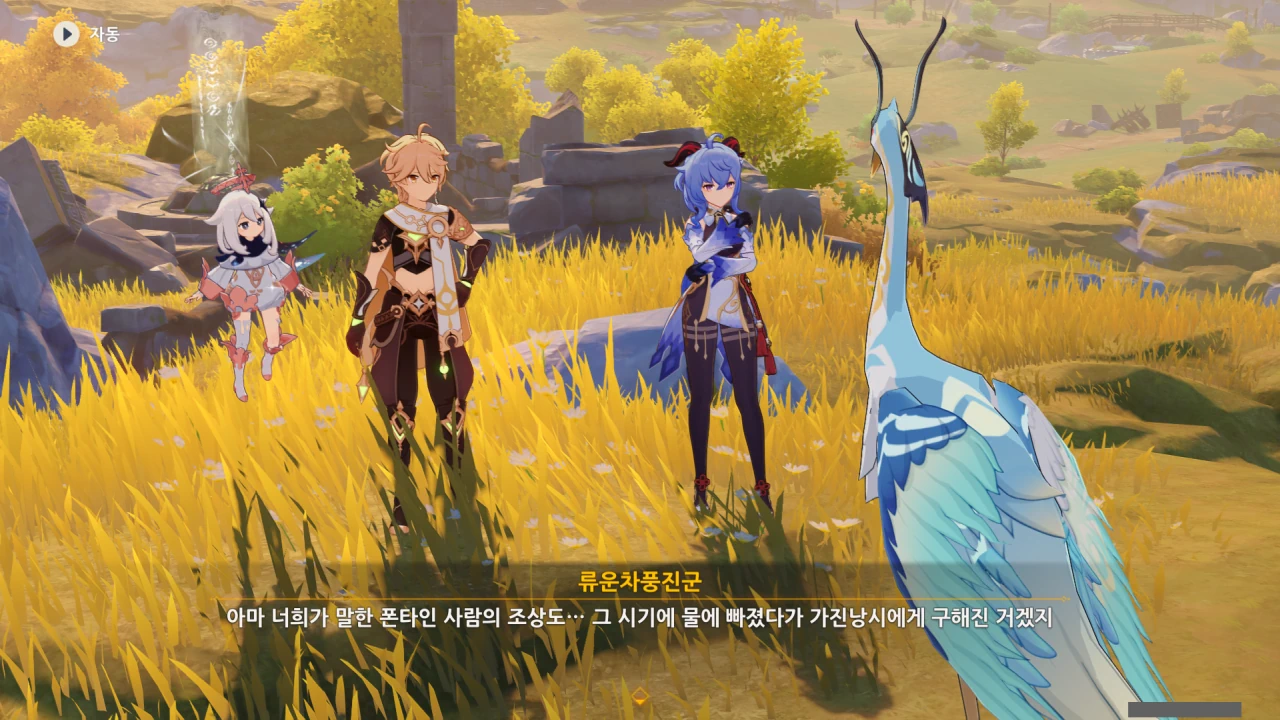 자동
류운차풍진군
아마 너희가 말한 폰타인 사람의 조상도… 그 시기에 물에 빠졌다가 가진낭시에게 구해진 거겠지